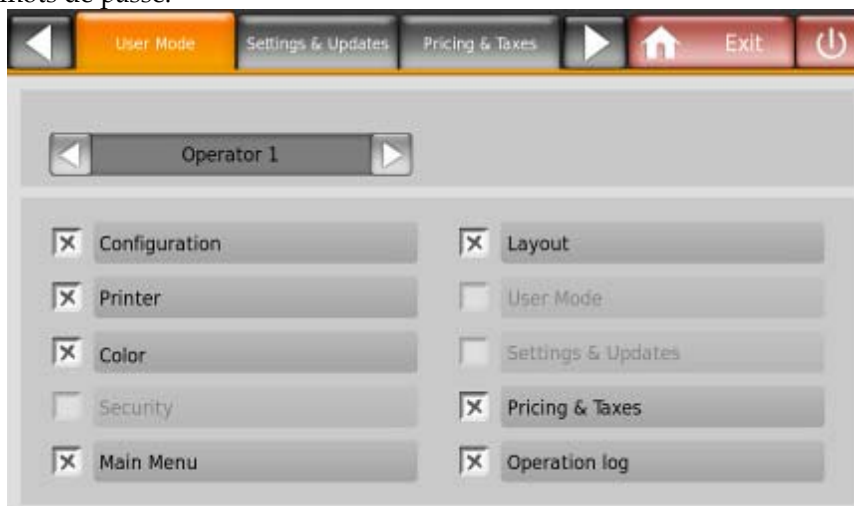 mots de passe.
User Mode
Settings & Updates
Pricing & Taxes
Exit
Operator 1
Configuration
Layout
Printer
User Mode
Color
Settings & Updates
Security
Pricing & Taxes
Main Menu
Operation log